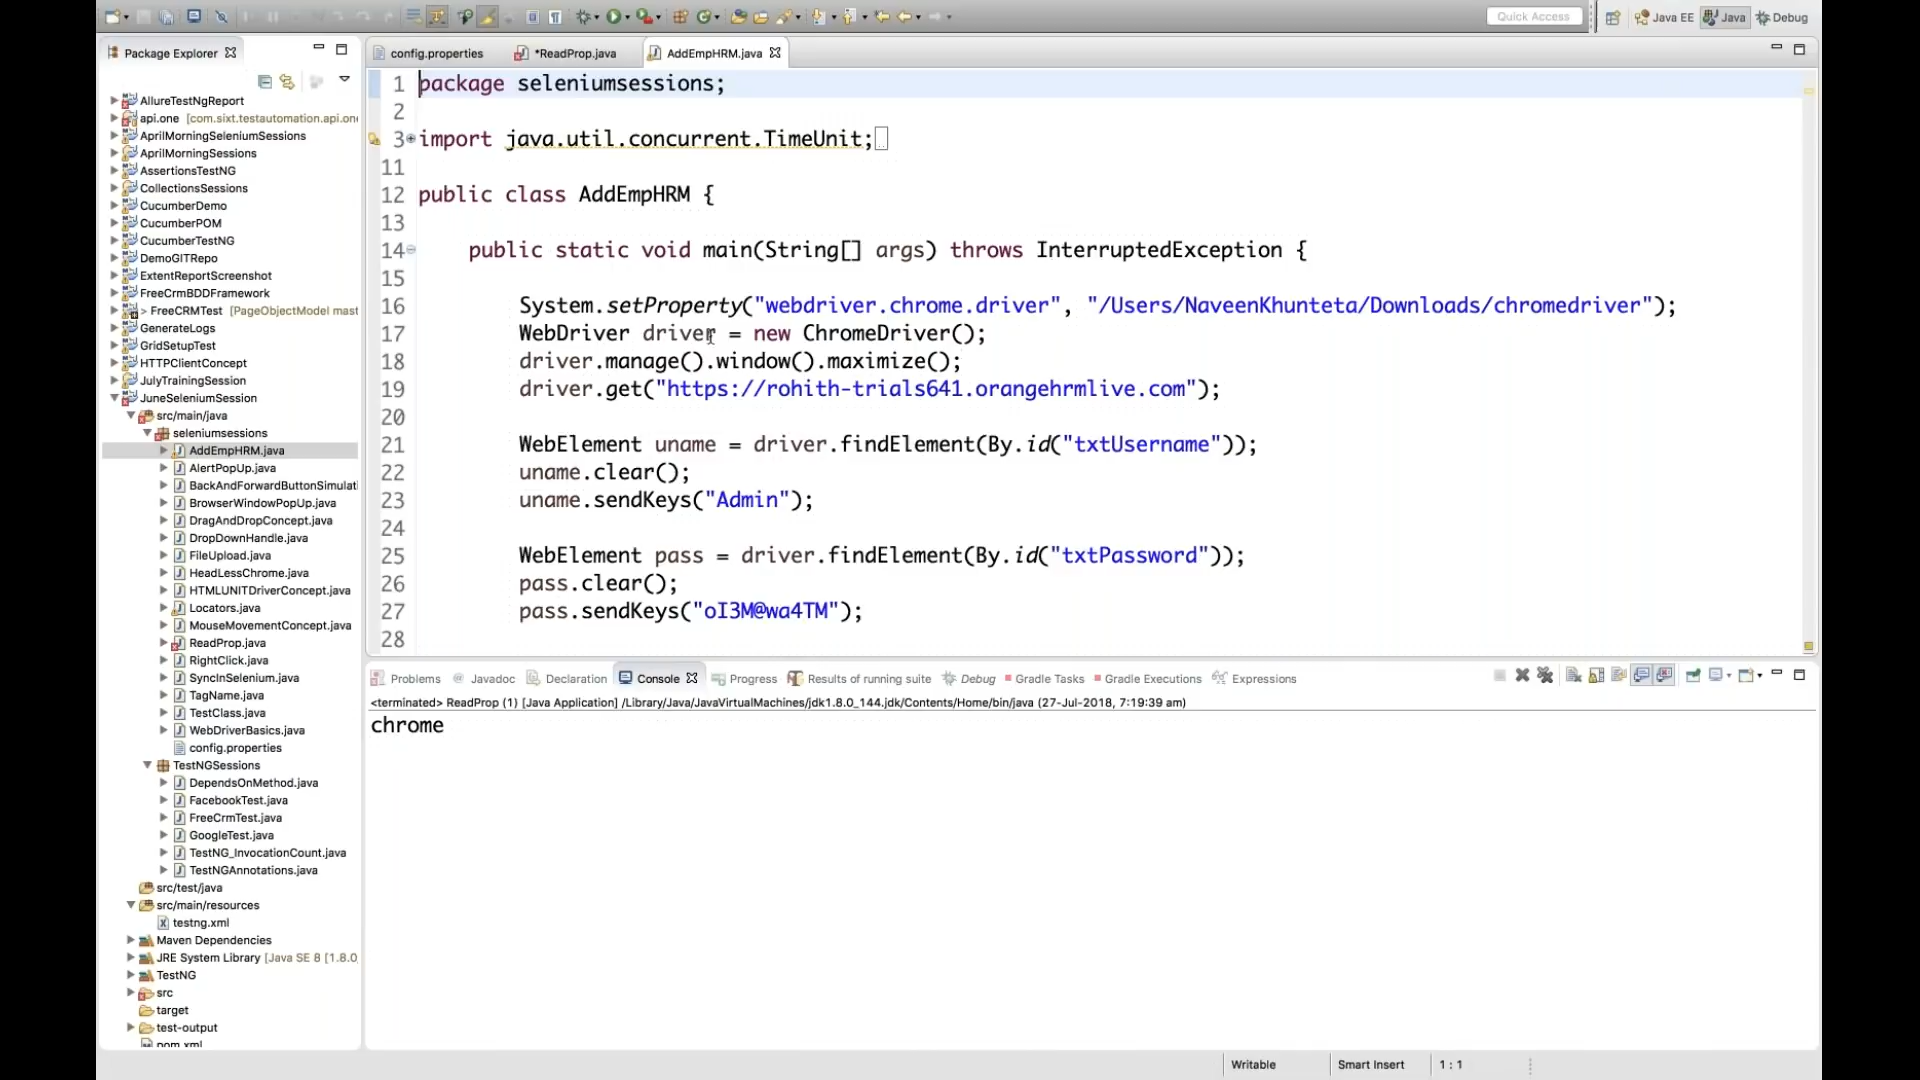 Quick Access
Java EE
Java
Debug
Package Explorer
AllureTestNgReport
api.one [com.sixt.testautomation.api.one
AprilMorningSeleniumSessions
AprilMorningSessions
AssertionsTestNG
CollectionsSessions
CucumberDemo
CucumberPOM
CucumberTestNG
DemoGITRepo
ExtentReportScreenshot
FreeCrmBDDFramework
> FreeCRMTest [PageObjectModel mast
GenerateLogs
GridSetupTest
HTTPClientConcept
JulyTrainingSession
JuneSeleniumSession
src/main/java
seleniumsessions
AddEmpHRM.java
AlertPopUp.java
BackAndForwardButtonSimulati
BrowserWindowPopUp.java
DragAndDropConcept.java
DropDownHandle.java
FileUpload.java
HeadLessChrome.java
HTMLUNITDriverConcept.java
Locators.java
MouseMovementConcept.java
ReadProp.java
RightClick.java
SyncInSelenium.java
TagName.java
TestClass.java
WebDriverBasics.java
config.properties
TestNGSessions
DependsOnMethod.java
FacebookTest.java
FreeCrmTest.java
GoogleTest.java
TestNG_InvocationCount.java
TestNGAnnotations.java
src/test/java
src/main/resources
testng.xml
Maven Dependencies
JRE System Library [Java SE 8 [1.8.0
TestNG
src
target
test-output
pom.xml
config.properties
*ReadProp.java
AddEmpHRM.java
1 package seleniumsessions;
2
3 import java.util.concurrent.TimeUnit;
11
12 public class AddEmpHRM {
13
14 public static void main(String[] args) throws InterruptedException {
15
16 System.setProperty("webdriver.chrome.driver", "/Users/NaveenKhunteta/Downloads/chromedriver");
17 WebDriver driver = new ChromeDriver();
18 driver.manage().window().maximize();
19 driver.get("https://rohith-trials641.orangehrmlive.com");
20
21 WebElement uname = driver.findElement(By.id("txtUsername"));
22 uname.clear();
23 uname.sendKeys("Admin");
24
25 WebElement pass = driver.findElement(By.id("txtPassword"));
26 pass.clear();
27 pass.sendKeys("oI3M@wa4TM");
28
Problems
@ Javadoc
Declaration
Console
Progress
Results of running suite
Debug
Gradle Tasks
Gradle Executions
Expressions
<terminated> ReadProp (1) [Java Application] /Library/Java/JavaVirtualMachines/jdk1.8.0_144.jdk/Contents/Home/bin/java (27-Jul-2018, 7:19:39 am)
chrome
Writable
Smart Insert
1 : 1